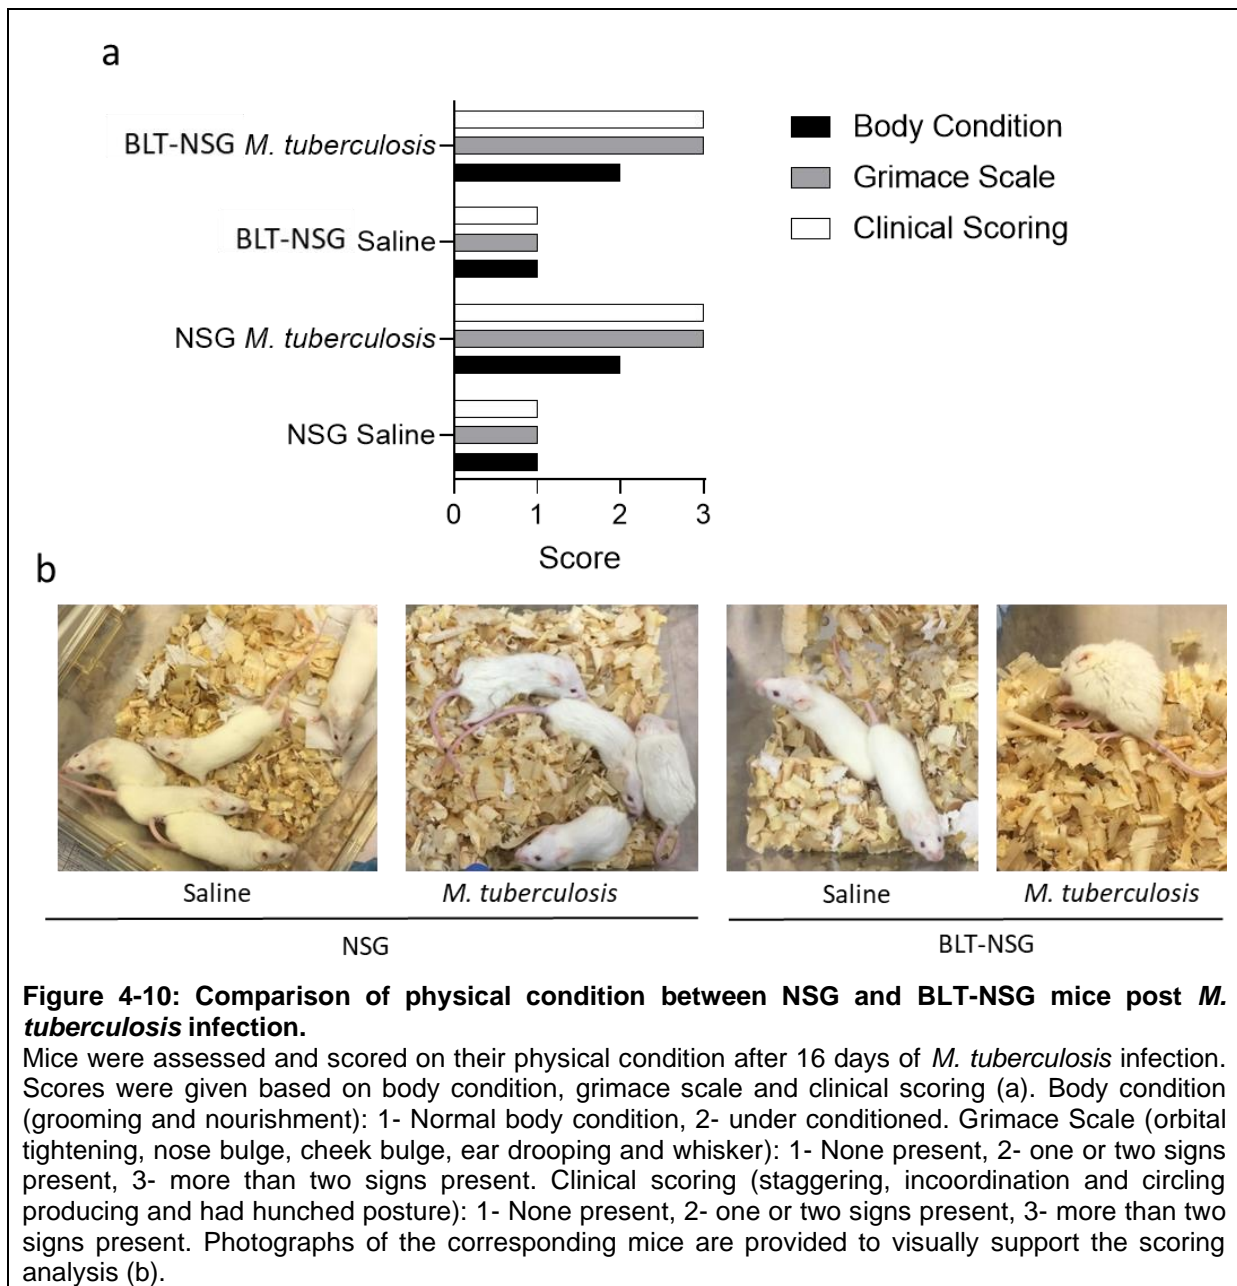 a
BLT-NSG M. tuberculosis
BLT-NSG Saline
NSG M. tuberculosis
NSG Saline
0 1 2 3
Score
Body Condition
Grimace Scale
Clinical Scoring
b
Saline
M. tuberculosis
Saline
M. tuberculosis
NSG
BLT-NSG
Figure 4-10: Comparison of physical condition between NSG and BLT-NSG mice post M.
tuberculosis infection.
Mice were assessed and scored on their physical condition after 16 days of M. tuberculosis infection.
Scores were given based on body condition, grimace scale and clinical scoring (a). Body condition
(grooming and nourishment): 1- Normal body condition, 2- under conditioned. Grimace Scale (orbital
tightening, nose bulge, cheek bulge, ear drooping and whisker): 1- None present, 2- one or two signs
present, 3- more than two signs present. Clinical scoring (staggering, incoordination and circling
producing and had hunched posture): 1- None present, 2- one or two signs present, 3- more than two
signs present. Photographs of the corresponding mice are provided to visually support the scoring
analysis (b).